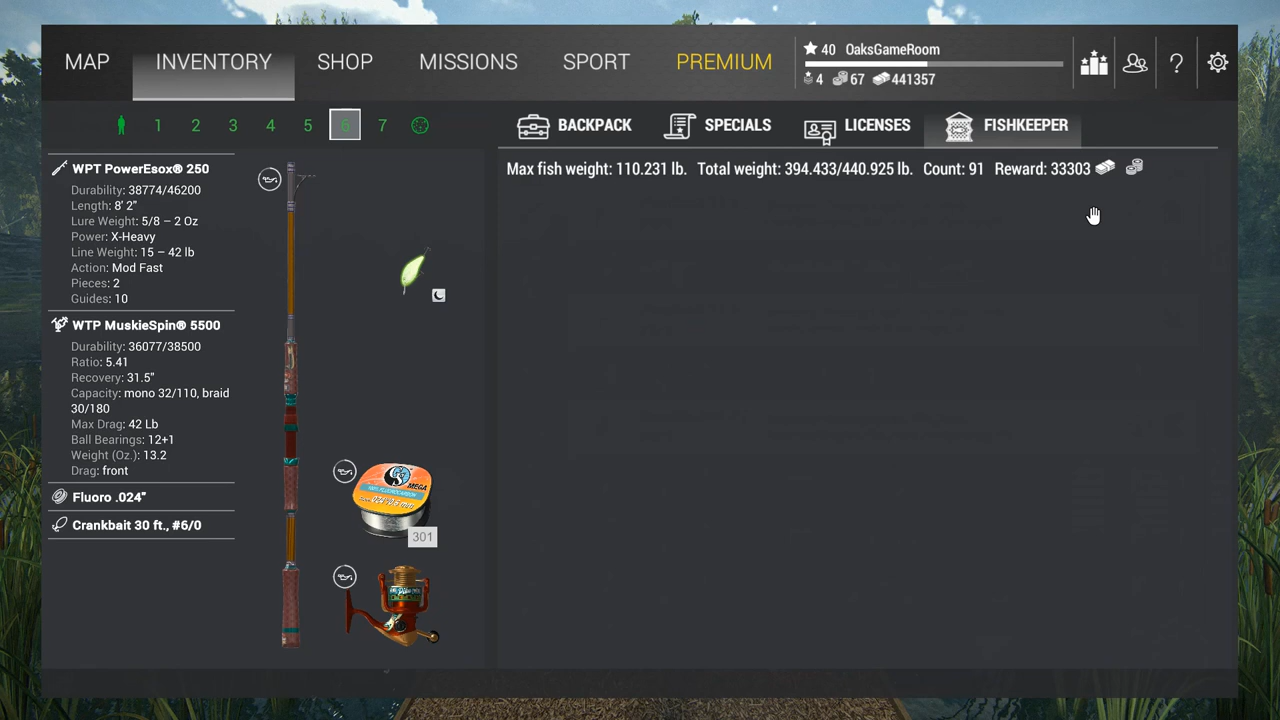 MAP INVENTORY SHOP MISSIONS SPORT PREMIUM
40 OaksGameRoom
4 67 441357
?
1 2 3 4 5 6 7
BACKPACK SPECIALS LICENSES FISHKEEPER
Max fish weight: 110.231 lb. Total weight: 394.433/440.925 lb. Count: 91 Reward: 33303
WPT PowerEsox® 250
Durability: 38774/46200
Length: 8' 2"
Lure Weight: 5/8 – 2 Oz
Power: X-Heavy
Line Weight: 15 – 42 lb
Action: Mod Fast
Pieces: 2
Guides: 10
WTP MuskieSpin® 5500
Durability: 36077/38500
Ratio: 5.41
Recovery: 31.5"
Capacity: mono 32/110, braid
30/180
Max Drag: 42 Lb
Ball Bearings: 12+1
Weight (Oz.): 13.2
Drag: front
Fluoro .024"
Crankbait 30 ft., #6/0
MEGA
301